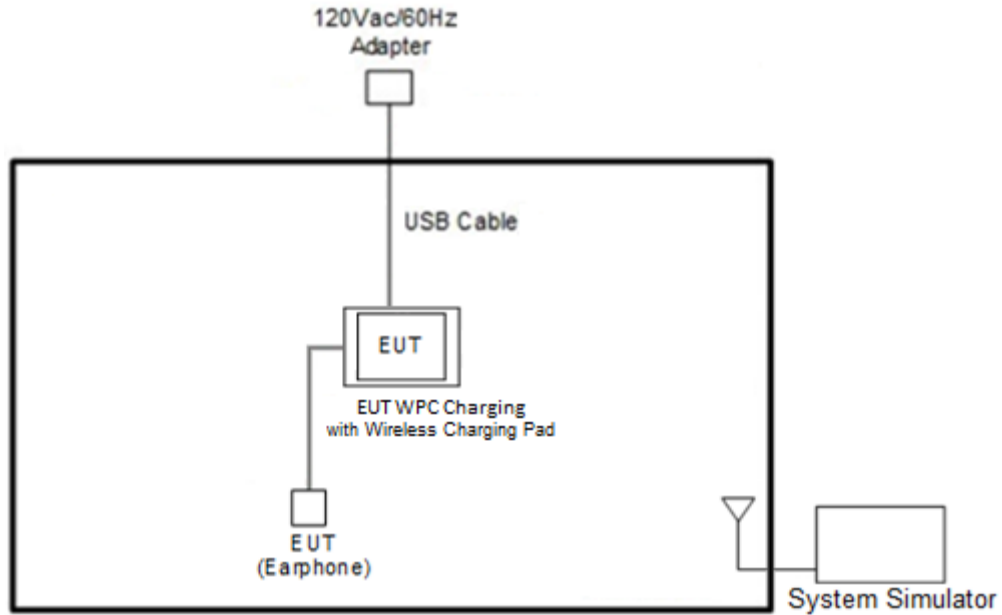 120Vac/60Hz
Adapter
USB Cable
EUT
EUT WPC Charging
with Wireless Charging Pad
EUT
(Earphone)
System Simulator